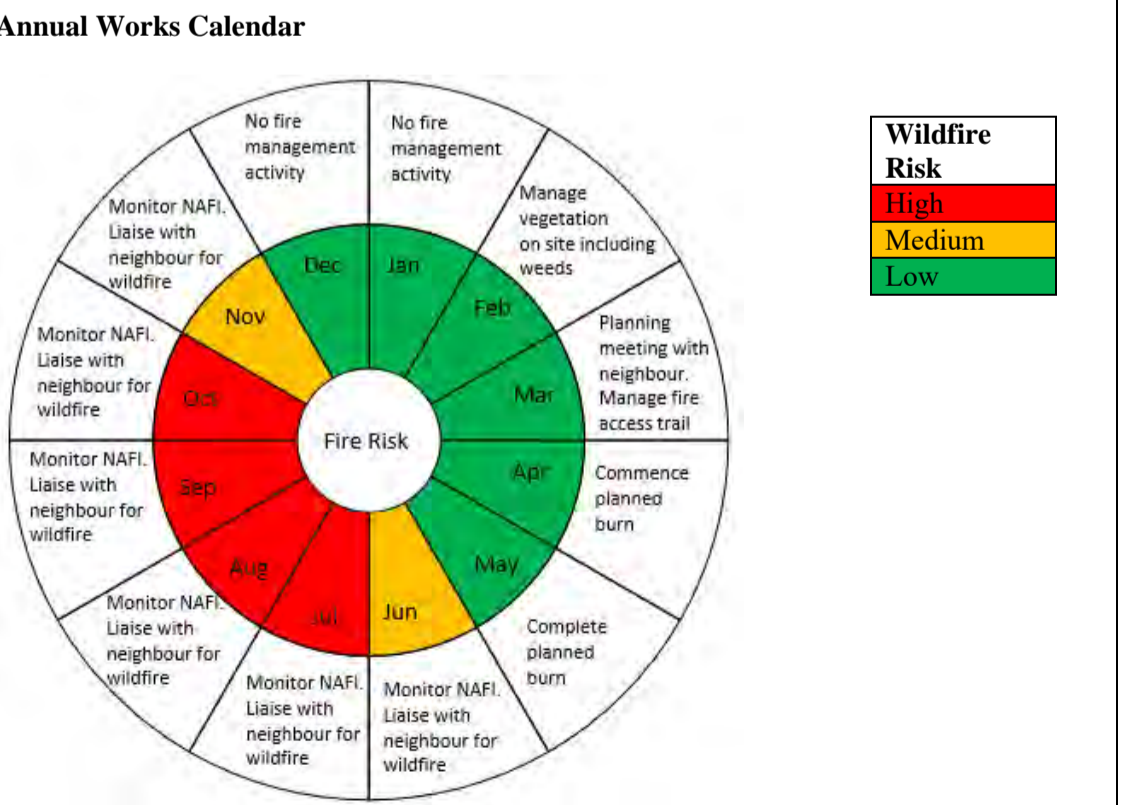 Annual Works Calendar
Wildfire
Risk
High
Medium
Low
No fire
management
activity
Jan
Manage
vegetation
on site including
weeds
Feb
Planning
meeting with
neighbour.
Manage fire
access trail
Mar
Commence
planned
burn
Apr
Complete
planned
burn
May
Monitor NAFI.
Liaise with
neighbour for
wildfire
Jun
Monitor NAFI.
Liaise with
neighbour for
wildfire
Jul
Monitor NAFI.
Liaise with
neighbour for
wildfire
Aug
Monitor NAFI.
Liaise with
neighbour for
wildfire
Sep
Monitor NAFI.
Liaise with
neighbour for
wildfire
Oct
Monitor NAFI.
Liaise with
neighbour for
wildfire
Nov
No fire
management
activity
Dec
Fire Risk